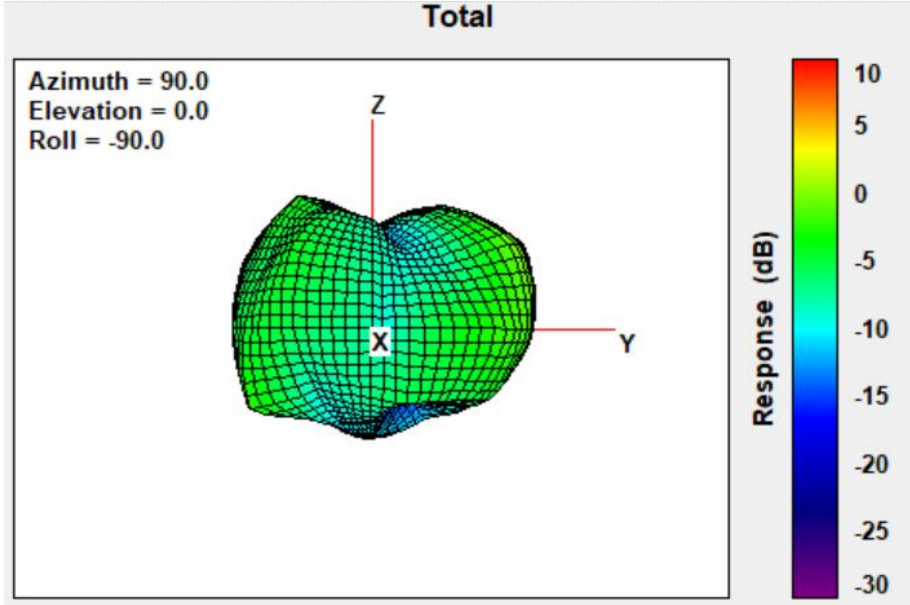 Total
Azimuth = 90.0
Elevation = 0.0
Roll = -90.0
Z
X
Y
Response (dB)
10
5
0
-5
-10
-15
-20
-25
-30